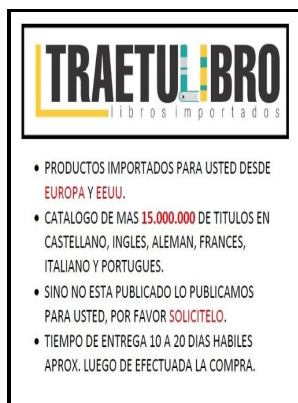 TRAETULIBRO
libros importados
• PRODUCTOS IMPORTADOS PARA USTED DESDE
EUROPA Y EEUU.
• CATALOGO DE MAS 15.000.000 DE TITULOS EN
CASTELLANO, INGLES, ALEMAN, FRANCES,
ITALIANO Y PORTUGUES.
• SINO NO ESTA PUBLICADO LO PUBLICAMOS
PARA USTED, POR FAVOR SOLICITELO.
• TIEMPO DE ENTREGA 10 A 20 DIAS HABILES
APROX. LUEGO DE EFECTUADA LA COMPRA.